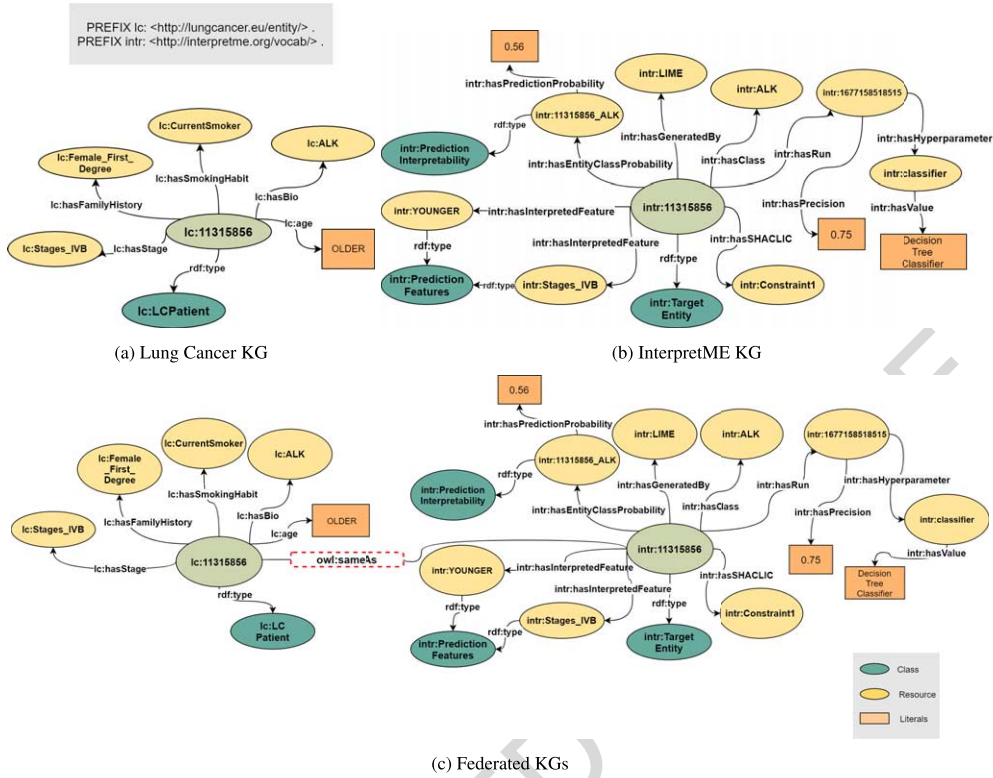 PREFIX lc: <http://lungcancer.eu/entity/> .
PREFIX intr: <http://interpretme.org/vocab/> .
lc:CurrentSmoker
lc:ALK
lc:Female_First_
Degree
lc:hasSmokingHabit
lc:hasBio
lc:hasFamilyHistory
lc:age
lc:11315856
lc:Stages_IVB
lc:hasStage
OLDER
rdf:type
lc:LCPatient
(a) Lung Cancer KG
0.56
intr:LIME
intr:ALK
intr:1677158518515
intr:hasPredictionProbability
intr:11315856_ALK
rdf:type
intr:hasGeneratedBy
intr:hasHyperparameter
intr:Prediction
Interpretability
intr:hasEntityClassProbability
intr:hasClass
intr:hasRun
intr:classifier
intr:YOUNGER
intr:hasInterpretedFeature
intr:11315856
intr:hasPrecision
intr:hasValue
rdf:type
intr:hasInterpretedFeature
intr:hasSHACLIC
0.75
Decision
Tree
Classifier
rdf:type
intr:Prediction
Features
rdf:type
intr:Stages_IVB
intr:Constraint1
intr:Target
Entity
(b) InterpretME KG
0.56
lc:CurrentSmoker
lc:ALK
lc:Female
_First_
Degree
lc:hasSmokingHabit
lc:hasBio
lc:hasFamilyHistory
lc:age
OLDER
lc:Stages_IVB
lc:hasStage
lc:11315856
owl:sameAs
rdf:type
lc:LC
Patient
intr:hasPredictionProbability
intr:LIME
intr:ALK
intr:1677158518515
intr:11315856_ALK
rdf:type
intr:hasGeneratedBy
intr:hasHyperparameter
intr:Prediction
Interpretability
intr:hasEntityClassProbability
intr:hasClass
intr:hasRun
intr:hasPrecision
intr:classifier
intr:11315856
intr:hasValue
intr:YOUNGER
intr:hasInterpretedFeature
intr:hasInterpretedFeature
intr:hasSHACLIC
0.75
Decision
Tree
Classifier
rdf:type
rdf:type
intr:Stages_IVB
rdf:type
intr:Constraint1
intr:Prediction
Features
intr:Target
Entity
Class
Resource
Literals
(c) Federated KGs